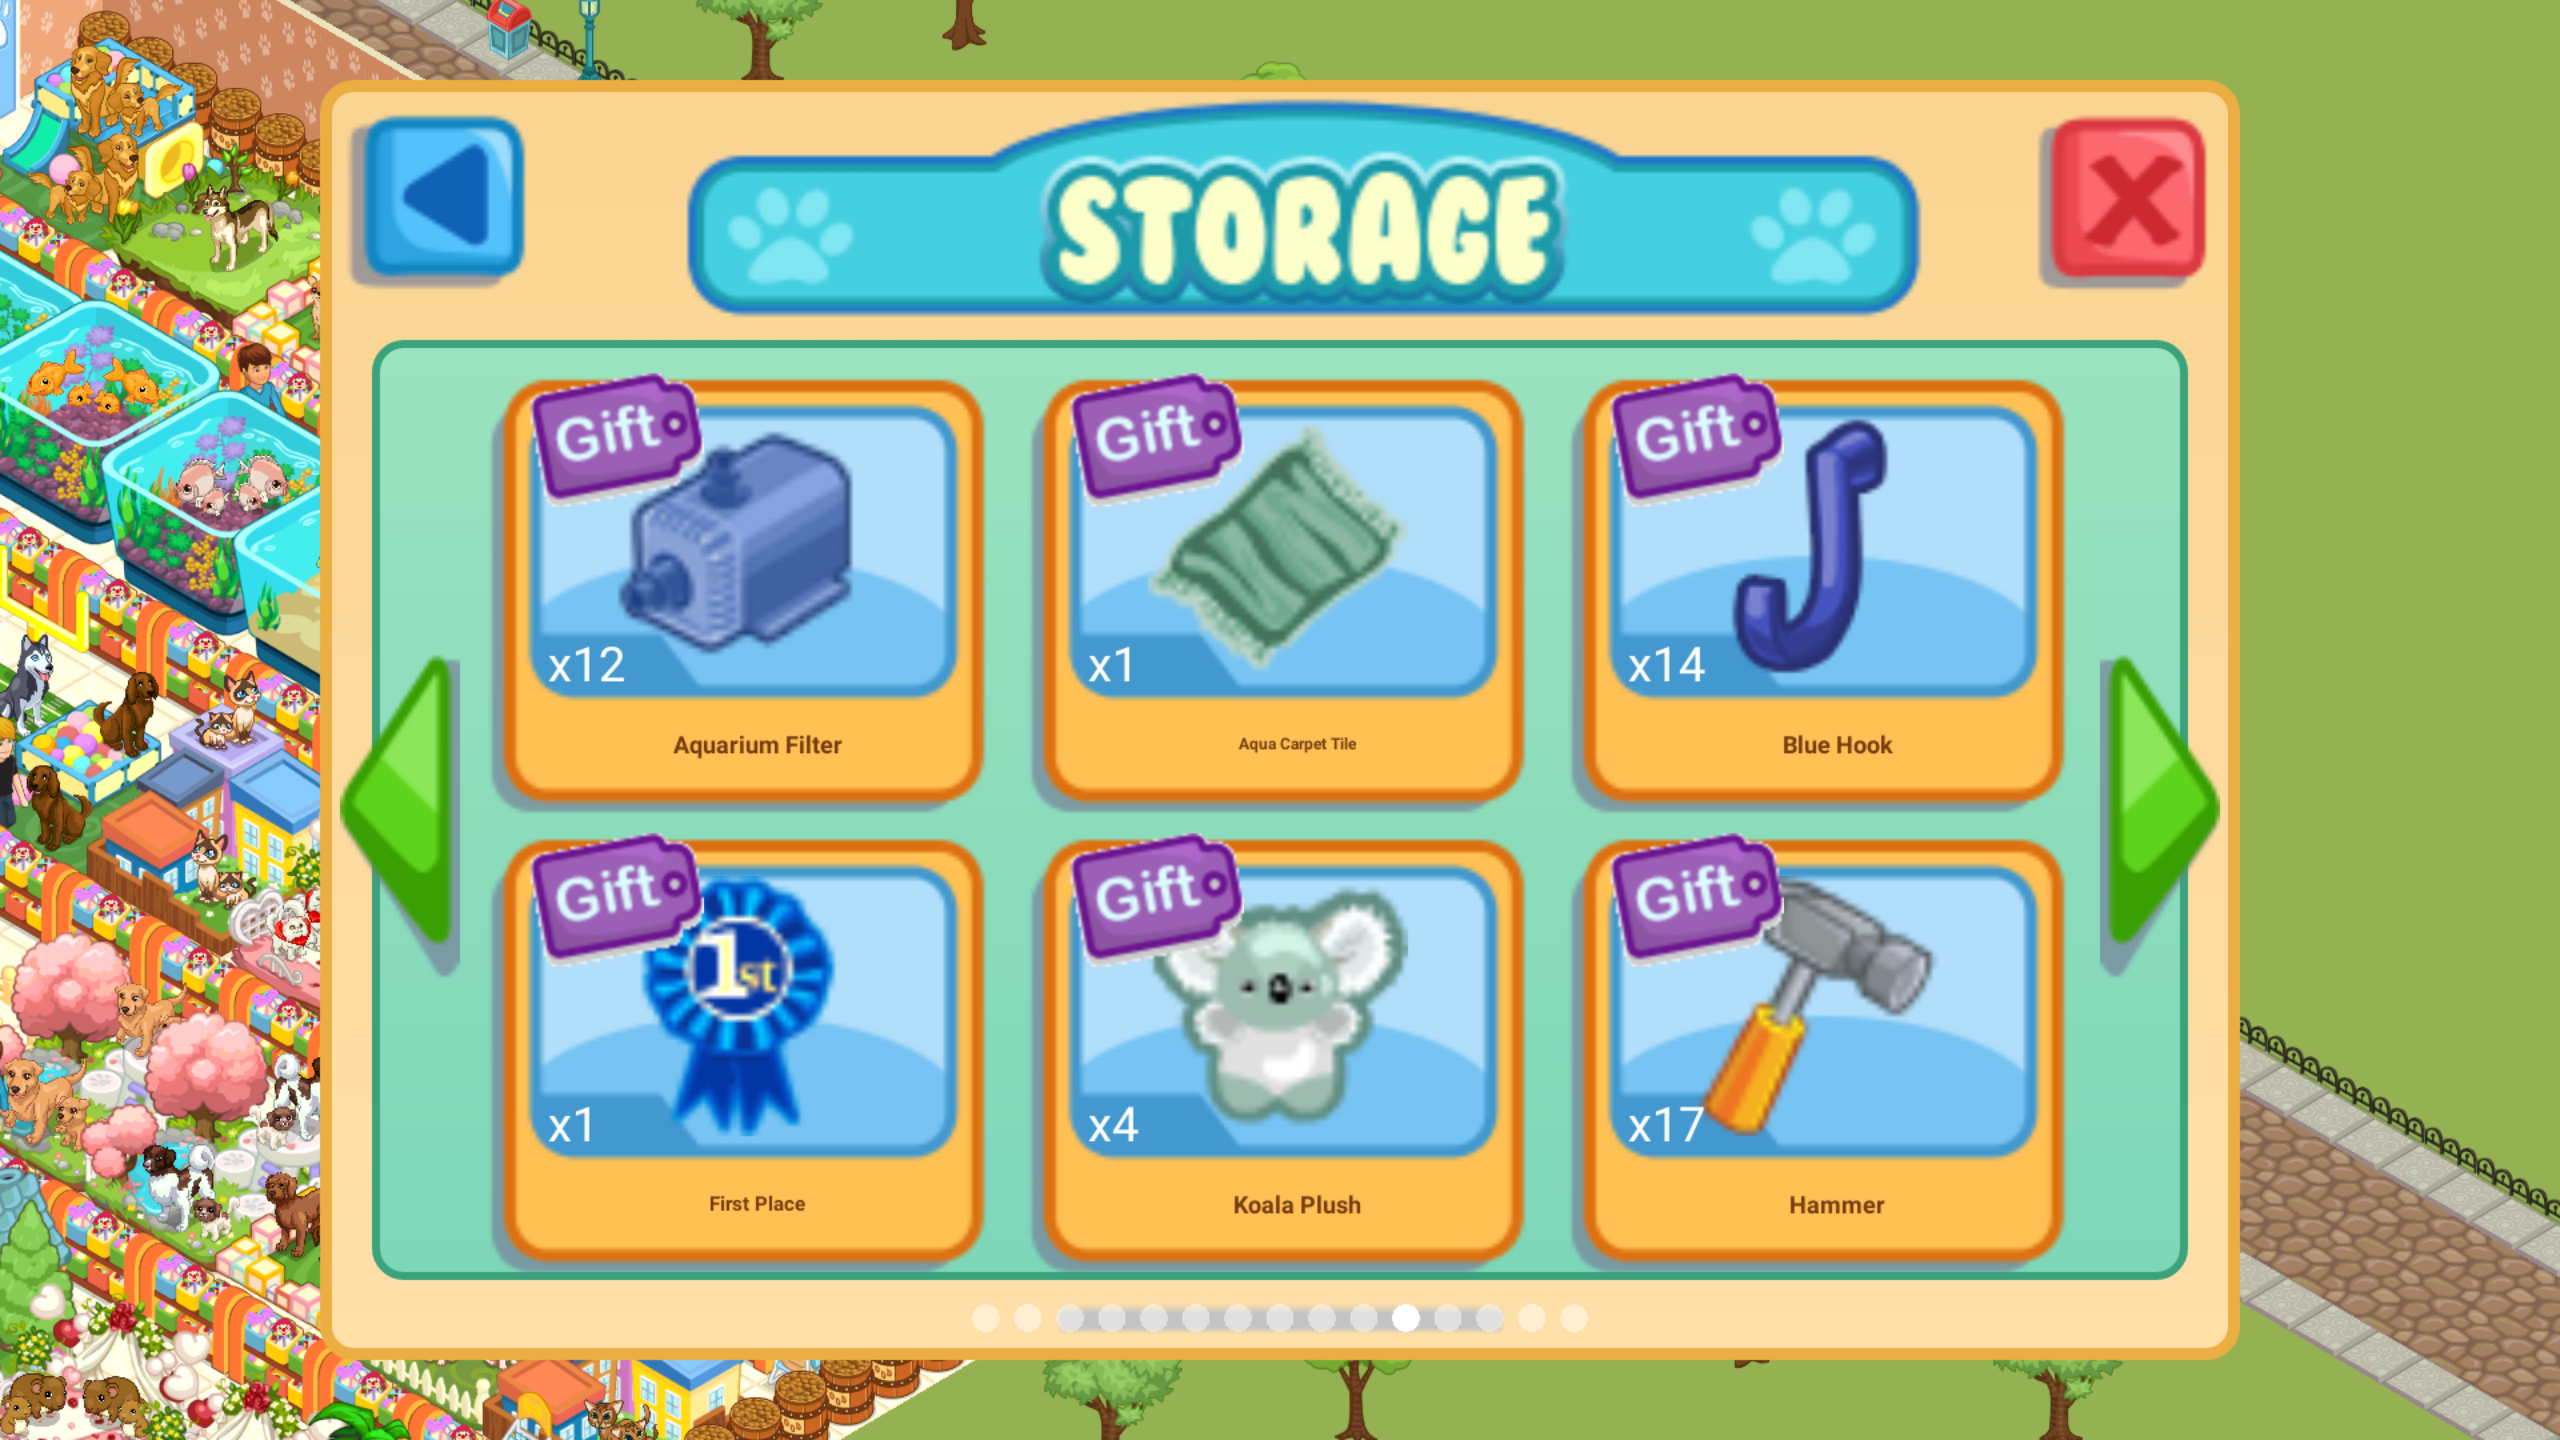 STORAGE
Gift
x12
Aquarium Filter
Gift
x1
Aqua Carpet Tile
Gift
x14
Blue Hook
Gift
1st
x1
First Place
Gift
x4
Koala Plush
Gift
x17
Hammer